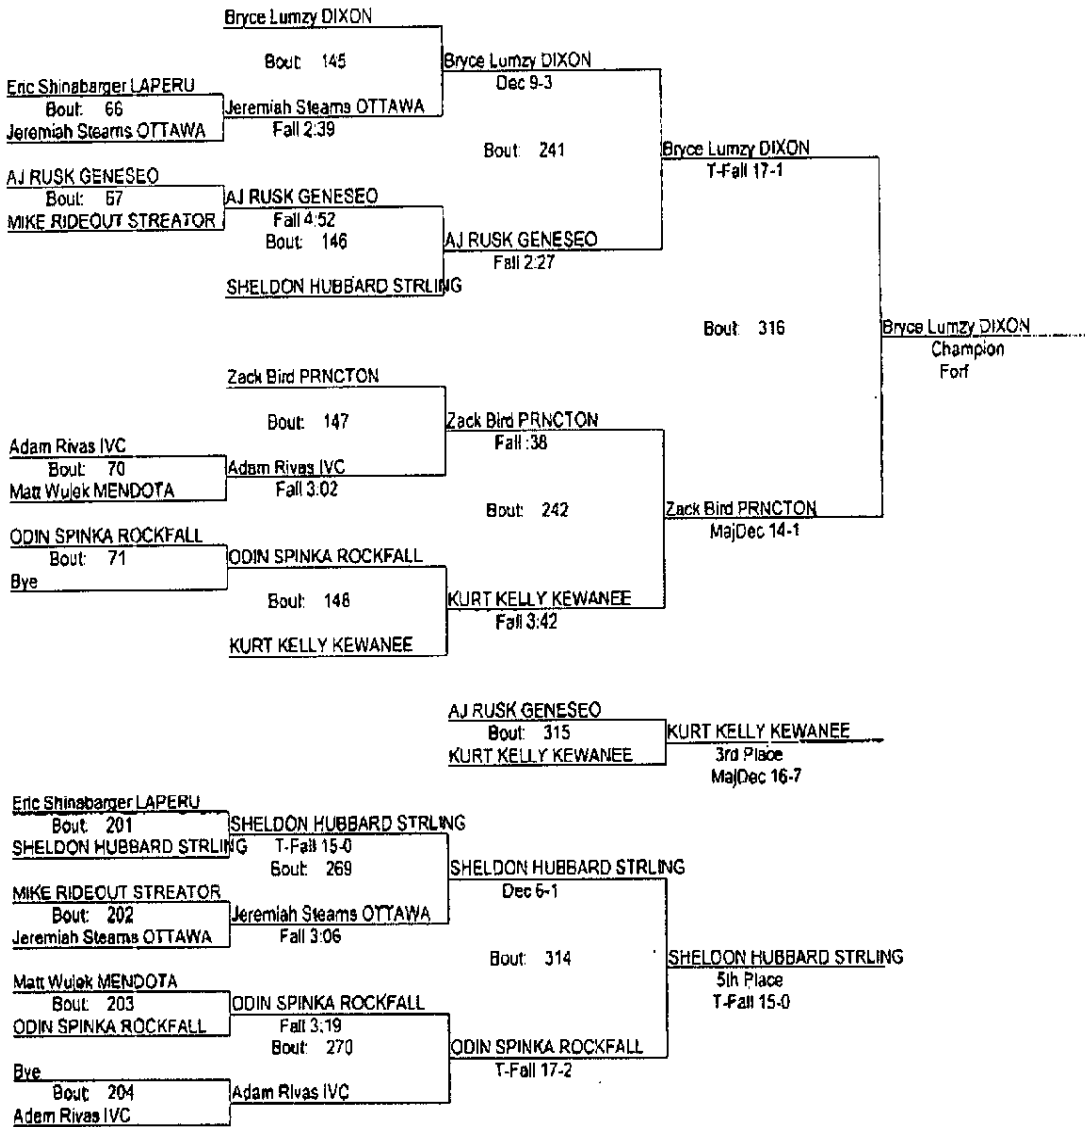 Bryce Lumzy DIXON
Bout: 145
Bryce Lumzy DIXON
Dec 9-3
Eric Shinabarger LAPERU
Bout: 66
Jeremiah Stearns OTTAWA
Jeremiah Stearns OTTAWA
Fall 2:39
Bout: 241
Bryce Lumzy DIXON
T-Fall 17-1
AJ RUSK GENESEO
Bout: 67
MIKE RIDEOUT STREATOR
AJ RUSK GENESEO
Fall 4:52
Bout: 146
AJ RUSK GENESEO
Fall 2:27
SHELDON HUBBARD STRLING
Bout: 316
Bryce Lumzy DIXON
Champion
Forf
Zack Bird PRNCTON
Bout: 147
Zack Bird PRNCTON
Fall :38
Adam Rivas IVC
Bout: 70
Matt Wujek MENDOTA
Adam Rivas IVC
Fall 3:02
Bout: 242
Zack Bird PRNCTON
MajDec 14-1
ODIN SPINKA ROCKFALL
Bout: 71
Bye
ODIN SPINKA ROCKFALL
Bout: 148
KURT KELLY KEWANEE
Fall 3:42
KURT KELLY KEWANEE
AJ RUSK GENESEO
Bout: 315
KURT KELLY KEWANEE
KURT KELLY KEWANEE
3rd Place
MajDec 16-7
Eric Shinabarger LAPERU
Bout: 201
SHELDON HUBBARD STRLING
SHELDON HUBBARD STRLING
T-Fall 15-0
Bout: 269
SHELDON HUBBARD STRLING
Dec 6-1
MIKE RIDEOUT STREATOR
Bout: 202
Jeremiah Stearns OTTAWA
Jeremiah Stearns OTTAWA
Fall 3:06
Bout: 314
SHELDON HUBBARD STRLING
5th Place
T-Fall 15-0
Matt Wujek MENDOTA
Bout: 203
ODIN SPINKA ROCKFALL
ODIN SPINKA ROCKFALL
Fall 3:19
Bout: 270
ODIN SPINKA ROCKFALL
T-Fall 17-2
Bye
Bout: 204
Adam Rivas IVC
Adam Rivas IVC